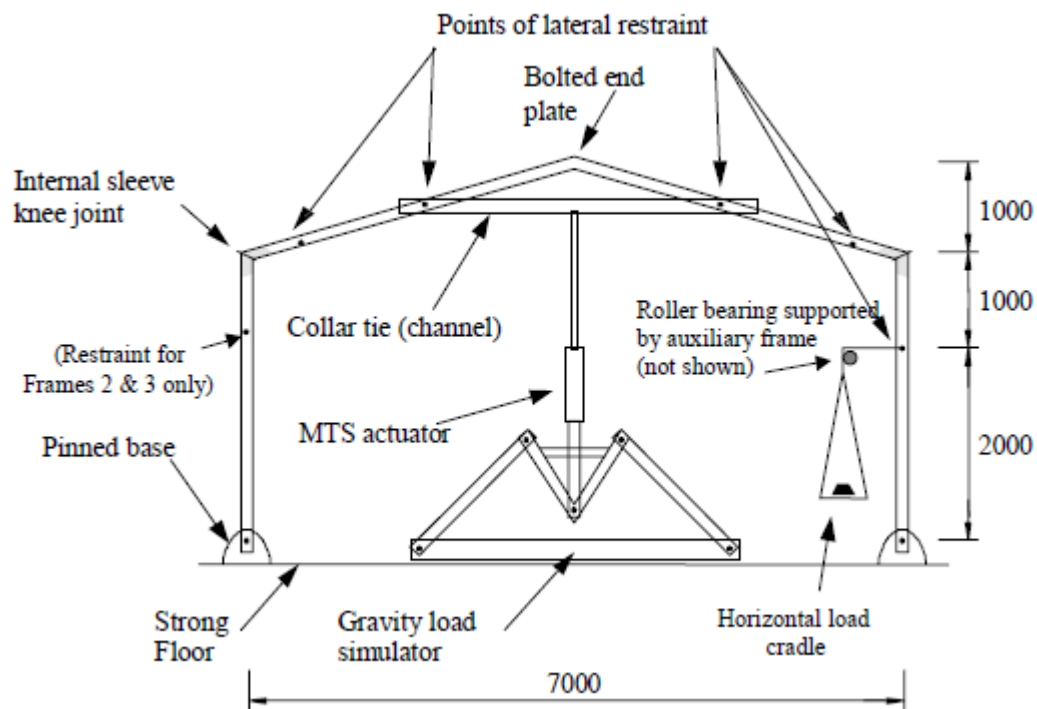 Points of lateral restraint
Bolted end
plate
Internal sleeve
knee joint
1000
1000
Roller bearing supported
by auxiliary frame
(not shown)
Collar tie (channel)
(Restraint for
Frames 2 & 3 only)
MTS actuator
Pinned base
2000
Strong
Floor
Gravity load
simulator
Horizontal load
cradle
7000